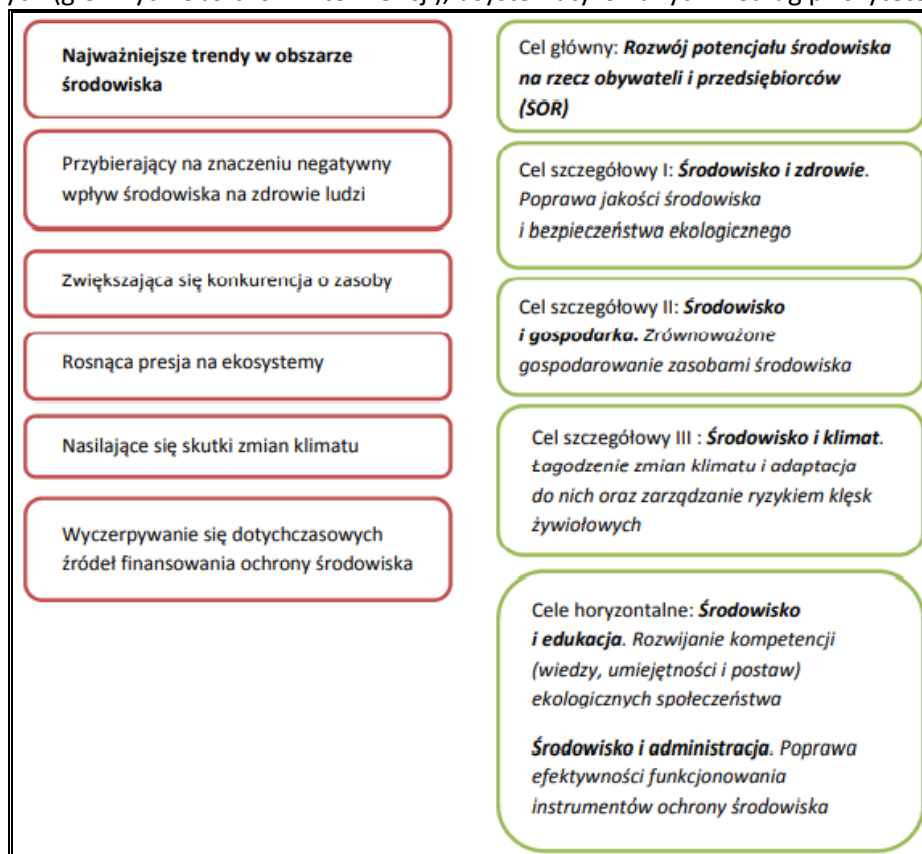 Najważniejsze trendy w obszarze
środowiska
Przybierający na znaczeniu negatywny
wpływ środowiska na zdrowie ludzi
Zwiększająca się konkurencja o zasoby
Rosnąca presja na ekosystemy
Nasilające się skutki zmian klimatu
Wyczerpywanie się dotychczasowych
źródeł finansowania ochrony środowiska
Cel główny: Rozwój potencjału środowiska
na rzecz obywateli i przedsiębiorców
(SOR)
Cel szczegółowy I: Środowisko i zdrowie.
Poprawa jakości środowiska
i bezpieczeństwa ekologicznego
Cel szczegółowy II: Środowisko
i gospodarka. Zrównoważone
gospodarowanie zasobami środowiska
Cel szczegółowy III : Środowisko i klimat.
Łagodzenie zmian klimatu i adaptacja
do nich oraz zarządzanie ryzykiem klęsk
żywiołowych
Cele horyzontalne: Środowisko
i edukacja. Rozwijanie kompetencji
(wiedzy, umiejętności i postaw)
ekologicznych społeczeństwa
Środowisko i administracja. Poprawa
efektywności funkcjonowania
instrumentów ochrony środowiska